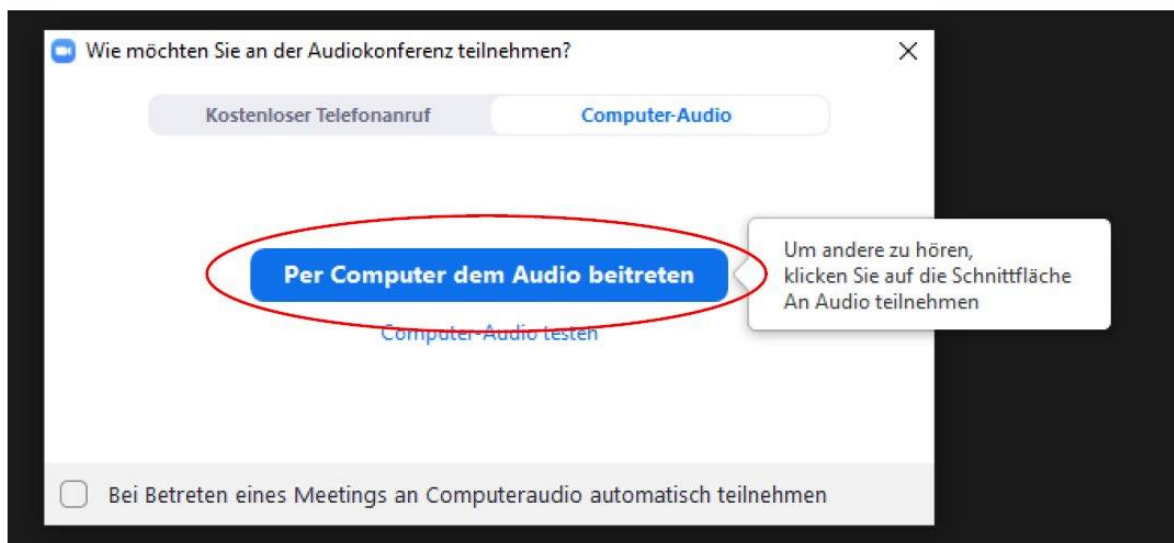 Wie möchten Sie an der Audiokonferenz teilnehmen?
Kostenloser Telefonanruf
Computer-Audio
Per Computer dem Audio beitreten
Um andere zu hören,
klicken Sie auf die Schnittfläche
An Audio teilnehmen
Computer-Audio testen
Bei Betreten eines Meetings an Computeraudio automatisch teilnehmen